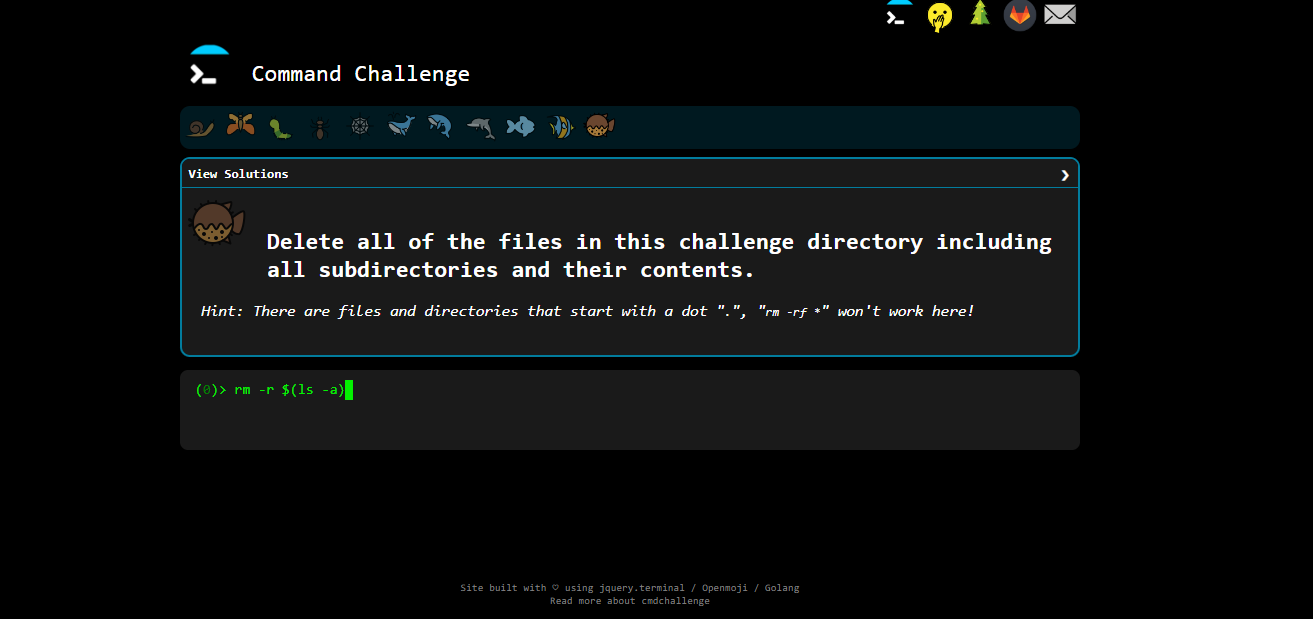 Command Challenge
View Solutions
Delete all of the files in this challenge directory including
all subdirectories and their contents.
Hint: There are files and directories that start with a dot ".", "rm -rf *" won't work here!
(0)> rm -r $(ls -a)
Site built with ♡ using jquery.terminal / Openmoji / Golang
Read more about cmdchallenge